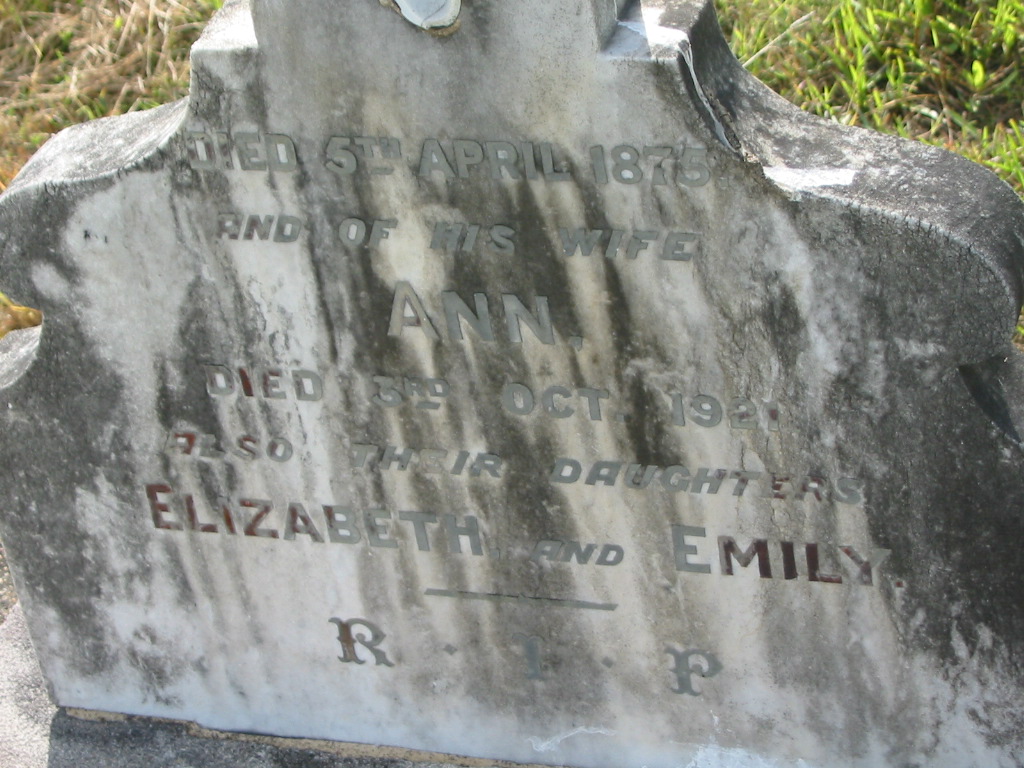 DIED 5TH APRIL 1875.
AND OF HIS WIFE
ANN,
DIED 3RD OCT. 1921
ALSO THEIR DAUGHTERS
ELIZABETH, AND EMILY.
R · I · P